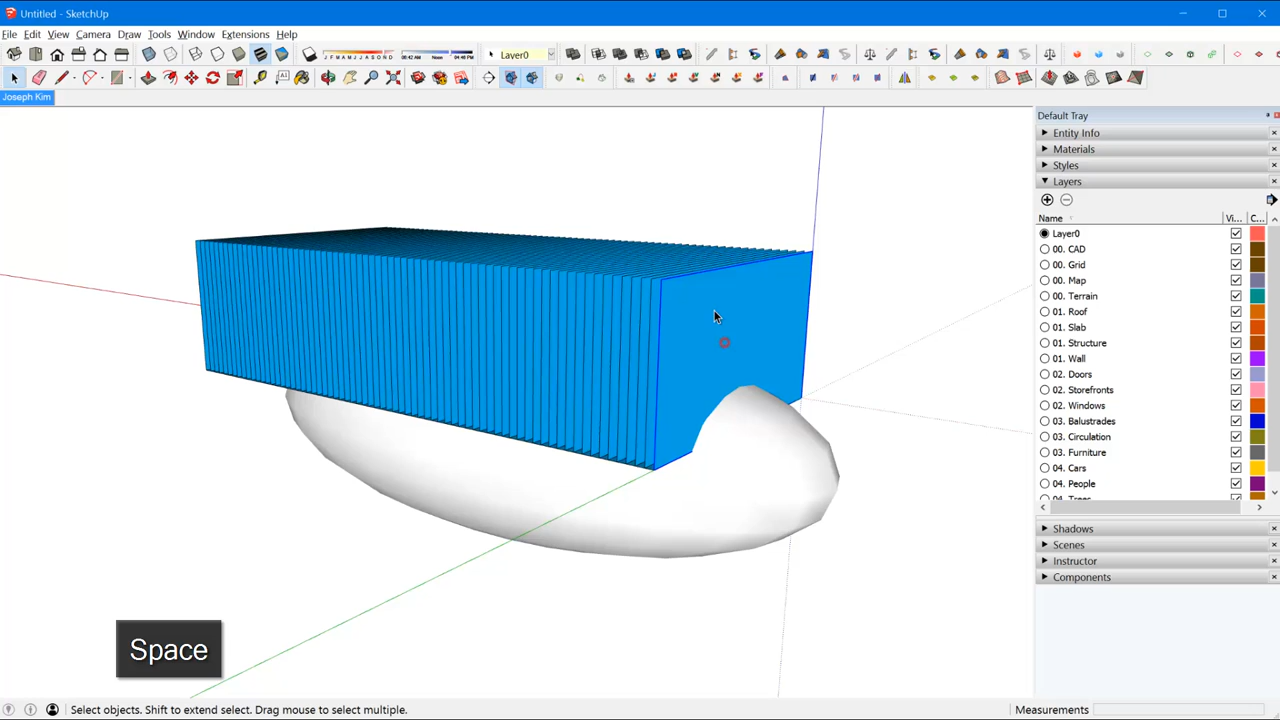 Untitled - SketchUp
File Edit View Camera Draw Tools Window Extensions Help
Layer0
Joseph Kim
Default Tray
Entity Info
Materials
Styles
Layers
Name Vi... C...
Layer0
00. CAD
00. Grid
00. Map
00. Terrain
01. Roof
01. Slab
01. Structure
01. Wall
02. Doors
02. Storefronts
02. Windows
03. Balustrades
03. Circulation
03. Furniture
04. Cars
04. People
04. Trees
Shadows
Scenes
Instructor
Components
Space
Select objects. Shift to extend select. Drag mouse to select multiple.
Measurements